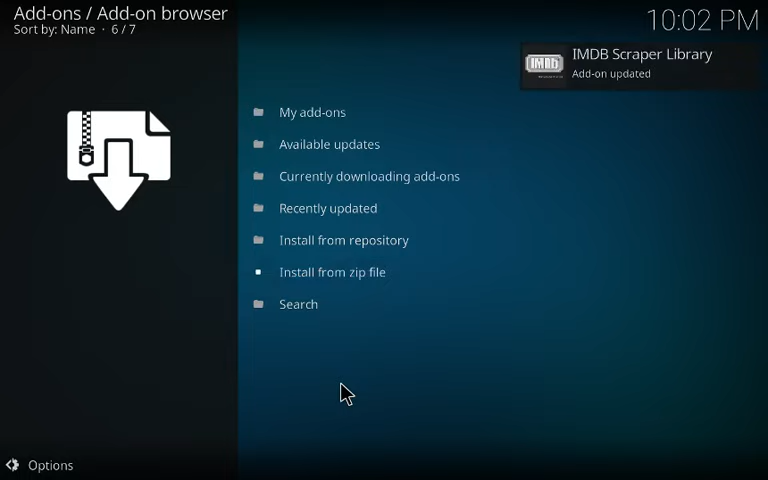 Add-ons / Add-on browser
Sort by: Name · 6 / 7
10:02 PM
IMDb
IMDB Scraper Library
Add-on updated
My add-ons
Available updates
Currently downloading add-ons
Recently updated
Install from repository
Install from zip file
Search
Options